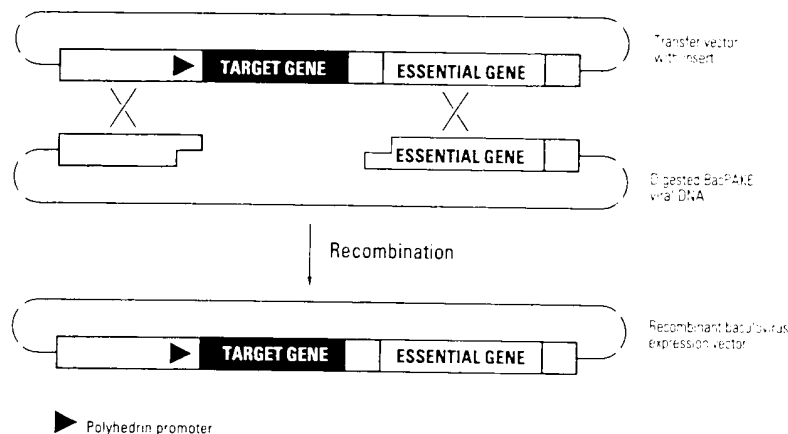 TARGET GENE
ESSENTIAL GENE
Transfer vector
with insert
ESSENTIAL GENE
Digested BacPAK6
viral DNA
Recombination
TARGET GENE
ESSENTIAL GENE
Recombinant baculovirus
expression vector
Polyhedrin promoter